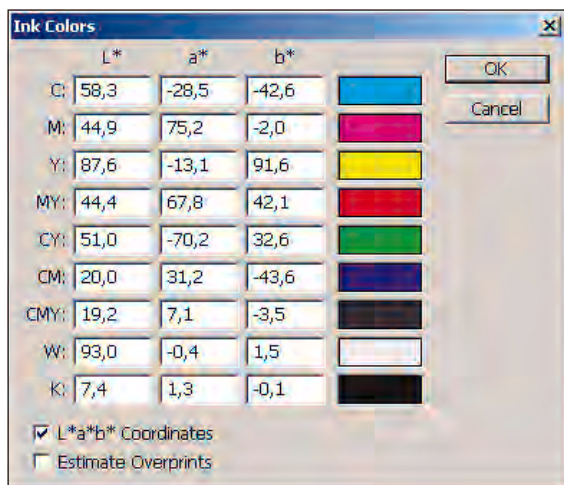 Ink Colors
L* a* b*
OK
C: 58,3 -28,5 -42,6
Cancel
M: 44,9 75,2 -2,0
Y: 87,6 -13,1 91,6
MY: 44,4 67,8 42,1
CY: 51,0 -70,2 32,6
CM: 20,0 31,2 -43,6
CMY: 19,2 7,1 -3,5
W: 93,0 -0,4 1,5
K: 7,4 1,3 -0,1
L*a*b* Coordinates
Estimate Overprints